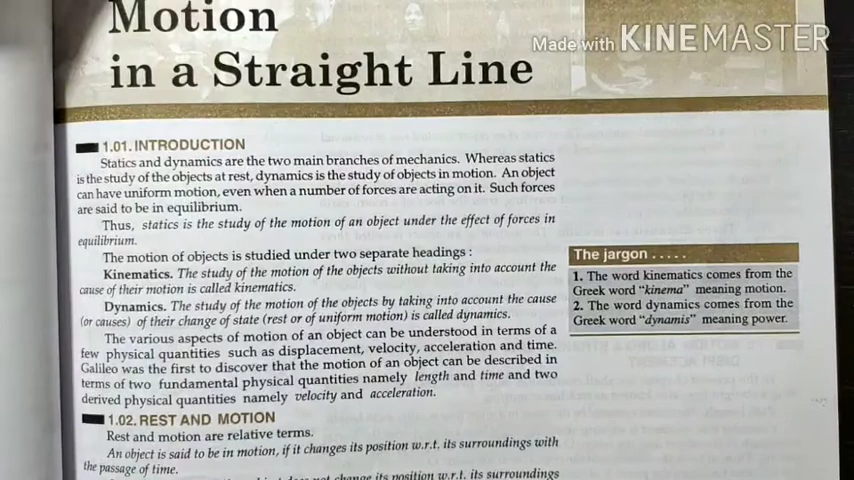 Motion
in a Straight Line
Made with KINEMASTER
1.01. INTRODUCTION
Statics and dynamics are the two main branches of mechanics. Whereas statics
is the study of the objects at rest, dynamics is the study of objects in motion. An object
can have uniform motion, even when a number of forces are acting on it. Such forces
are said to be in equilibrium.
Thus, statics is the study of the motion of an object under the effect of forces in
equilibrium.
The motion of objects is studied under two separate headings :
Kinematics. The study of the motion of the objects without taking into account the
cause of their motion is called kinematics.
Dynamics. The study of the motion of the objects by taking into account the cause
(or causes) of their change of state (rest or of uniform motion) is called dynamics.
The various aspects of motion of an object can be understood in terms of a
few physical quantities such as displacement, velocity, acceleration and time.
Galileo was the first to discover that the motion of an object can be described in
terms of two fundamental physical quantities namely length and time and two
derived physical quantities namely velocity and acceleration.
The jargon . . . . .
1. The word kinematics comes from the
Greek word "kinema" meaning motion.
2. The word dynamics comes from the
Greek word "dynamis" meaning power.
1.02. REST AND MOTION
Rest and motion are relative terms.
An object is said to be in motion, if it changes its position w.r.t. its surroundings with
the passage of time.
does not change its position w.r.t. its surroundings